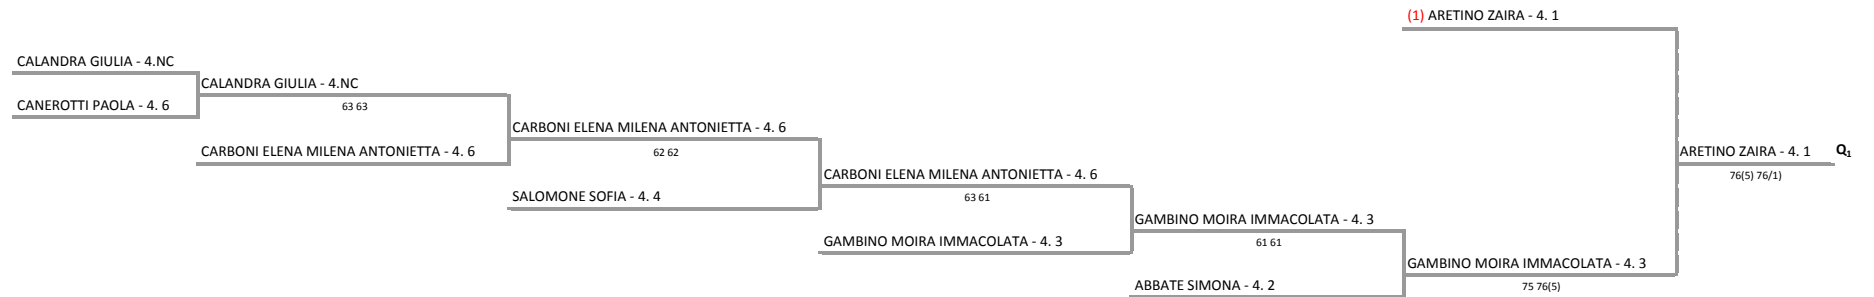 (1) ARETINO ZAIRA - 4. 1
CALANDRA GIULIA - 4.NC
CALANDRA GIULIA - 4.NC
CANEROTTI PAOLA - 4. 6
63 63
CARBONI ELENA MILENA ANTONIETTA - 4. 6
CARBONI ELENA MILENA ANTONIETTA - 4. 6
62 62
ARETINO ZAIRA - 4. 1 Q1
76(5) 76/1)
CARBONI ELENA MILENA ANTONIETTA - 4. 6
SALOMONE SOFIA - 4. 4
63 61
GAMBINO MOIRA IMMACOLATA - 4. 3
GAMBINO MOIRA IMMACOLATA - 4. 3
61 61
GAMBINO MOIRA IMMACOLATA - 4. 3
ABBATE SIMONA - 4. 2
75 76(5)